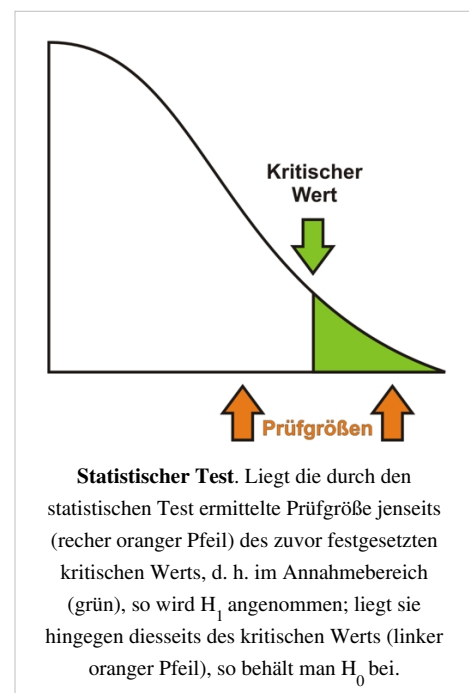 Kritischer
Wert
Prüfgrößen
Statistischer Test. Liegt die durch den
statistischen Test ermittelte Prüfgröße jenseits
(recher oranger Pfeil) des zuvor festgesetzten
kritischen Werts, d. h. im Annahmebereich
(grün), so wird H₁ angenommen; liegt sie
hingegen diesseits des kritischen Werts (linker
oranger Pfeil), so behält man H₀ bei.